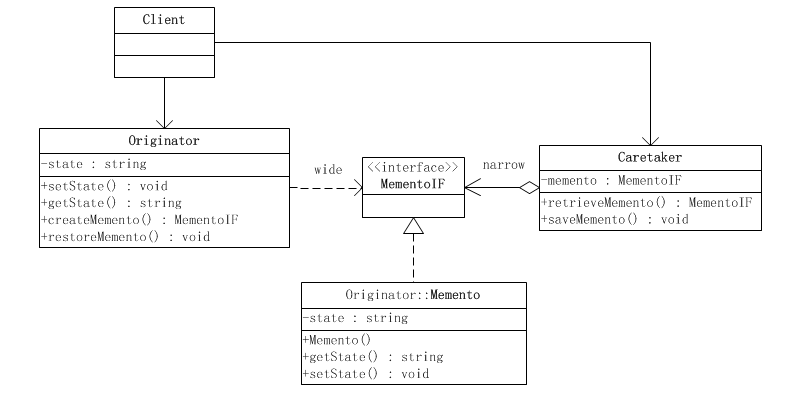 Client
Originator
-state : string
+setState() : void
+getState() : string
+createMemento() : MementoIF
+restoreMemento() : void
wide
<<interface>>
MementoIF
narrow
Caretaker
-memento : MementoIF
+retrieveMemento() : MementoIF
+saveMemento() : void
Originator::Memento
-state : string
+Memento()
+getState() : string
+setState() : void